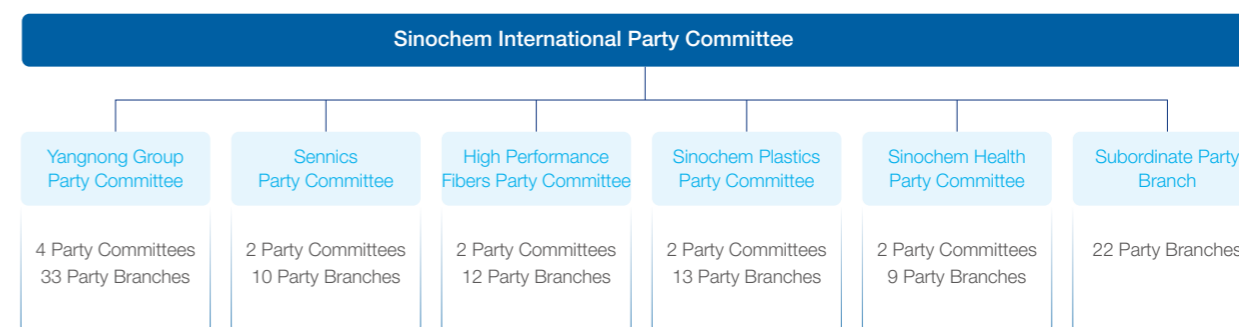 Sinochem International Party Committee
Yangnong Group
Party Committee
Sennics
Party Committee
High Performance
Fibers Party Committee
Sinochem Plastics
Party Committee
Sinochem Health
Party Committee
Subordinate Party
Branch
4 Party Committees
33 Party Branches
2 Party Committees
10 Party Branches
2 Party Committees
12 Party Branches
2 Party Committees
13 Party Branches
2 Party Committees
9 Party Branches
22 Party Branches